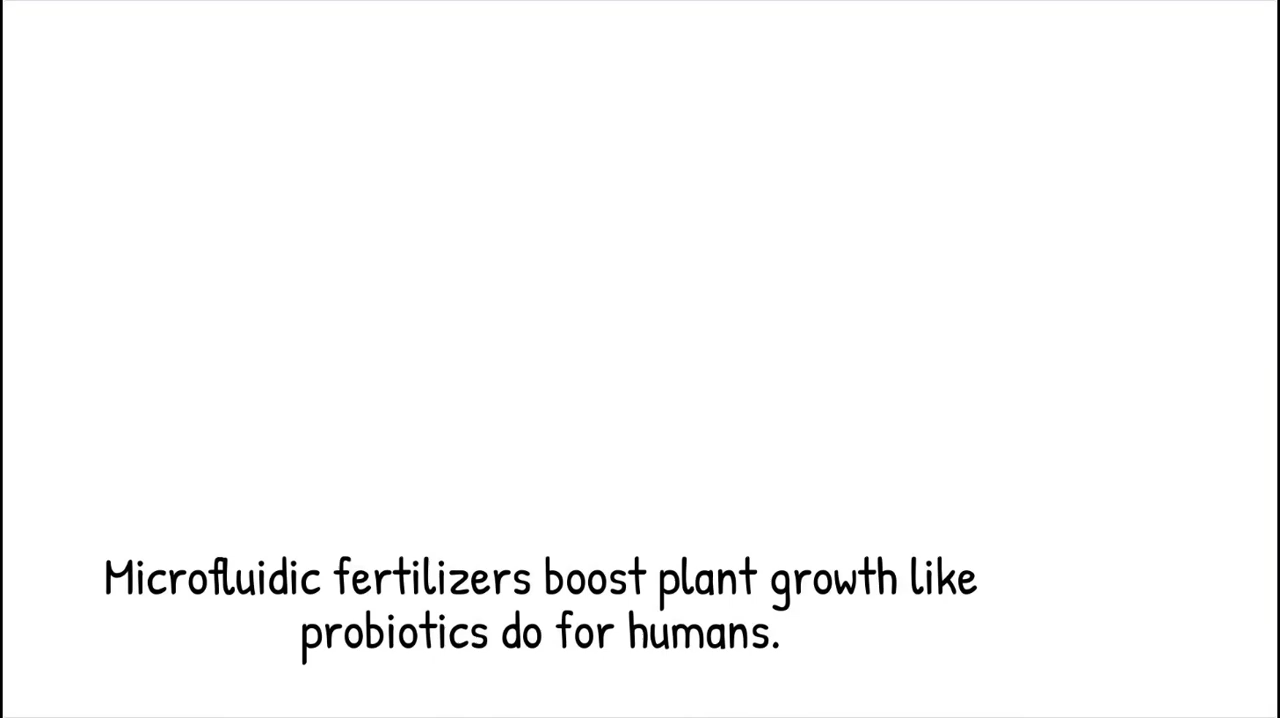 Microfluidic fertilizers boost plant growth like
probiotics do for humans.